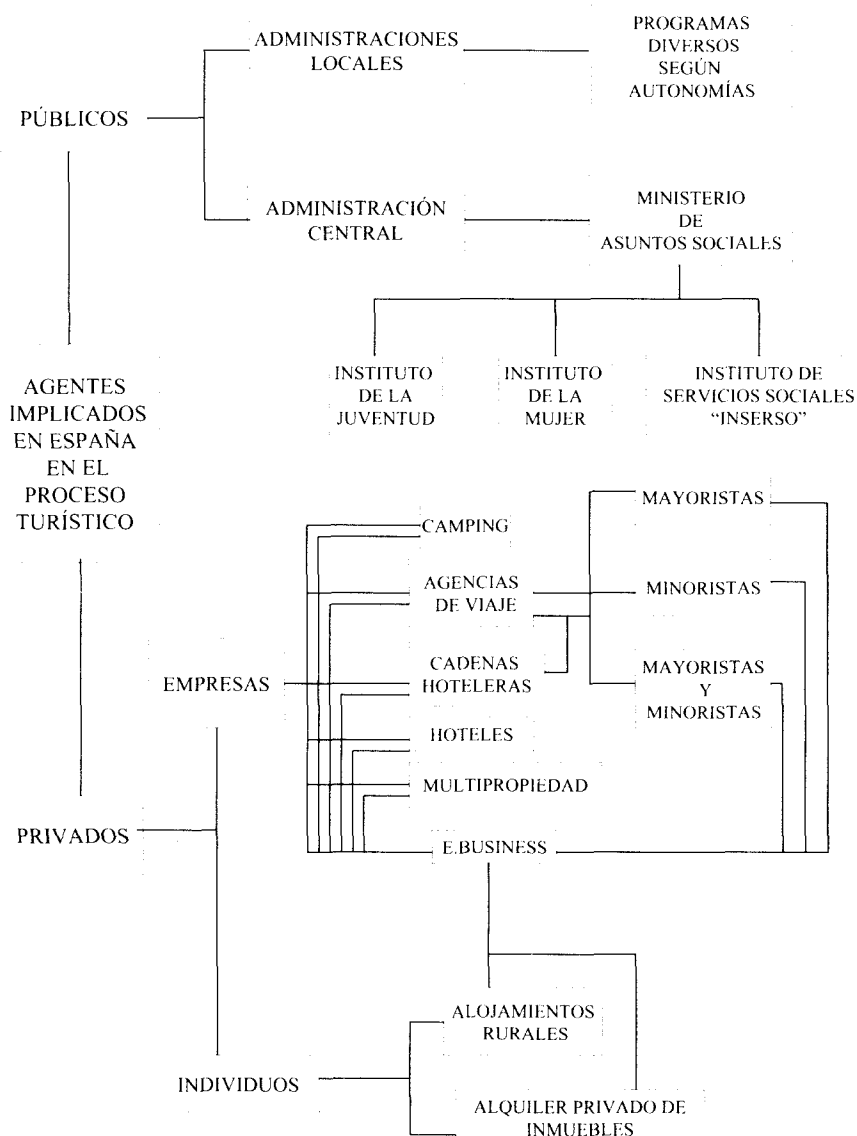 ADMINISTRACIONES
LOCALES
PROGRAMAS
DIVERSOS
SEGÚN
AUTONOMÍAS
PÚBLICOS
ADMINISTRACIÓN
CENTRAL
MINISTERIO
DE
ASUNTOS SOCIALES
INSTITUTO
DE LA
JUVENTUD
INSTITUTO
DE LA
MUJER
INSTITUTO DE
SERVICIOS SOCIALES
“INSERSO”
AGENTES
IMPLICADOS
EN ESPAÑA
EN EL
PROCESO
TURÍSTICO
CAMPING
AGENCIAS
DE VIAJE
CADENAS
HOTELERAS
HOTELES
MULTIPROPIEDAD
E.BUSINESS
MAYORISTAS
MINORISTAS
MAYORISTAS
Y
MINORISTAS
EMPRESAS
PRIVADOS
INDIVIDUOS
ALOJAMIENTOS
RURALES
ALQUILER PRIVADO DE
INMUEBLES